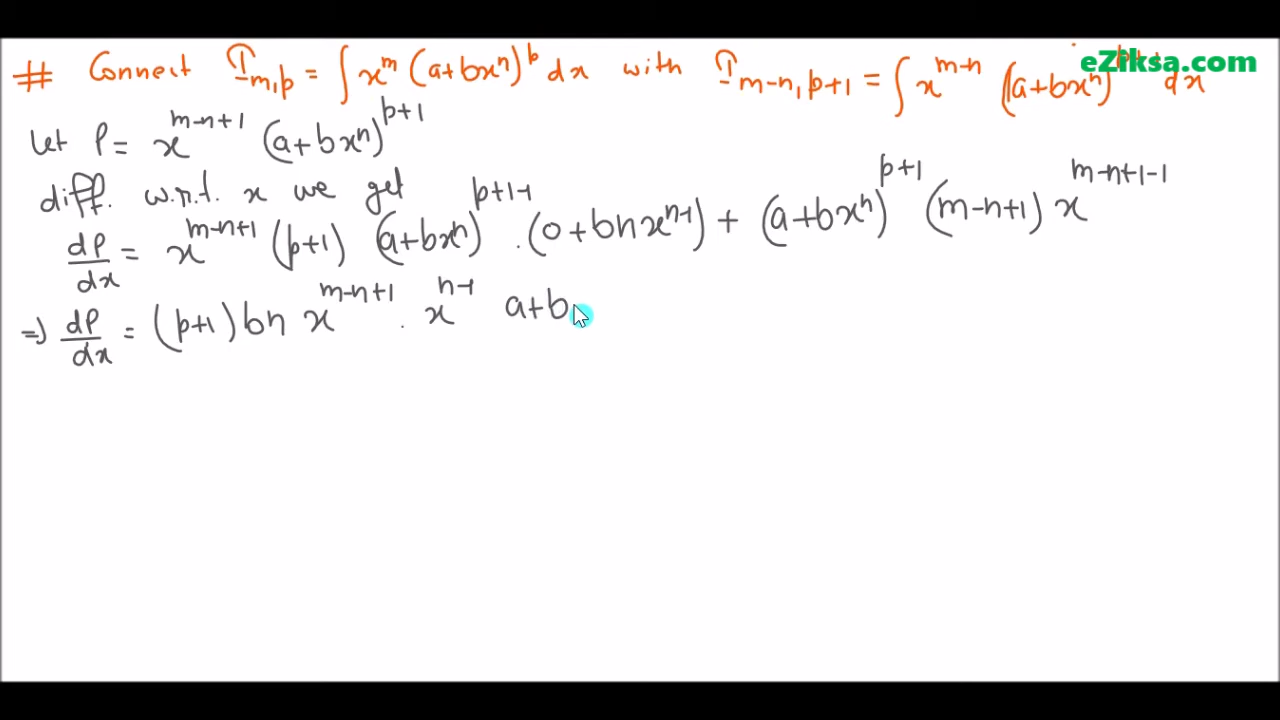 # Connect I_{m,p} = ∫ x^m (a+bx^n)^p dx with I_{m-n,p+1} = ∫ x^{m-n} (a+bx^n)^{p+1} dx
eZiksa.com
Let P = x^{m-n+1} (a+bx^n)^{p+1}
diff. w.r.t. x we get
dP/dx = x^{m-n+1} (p+1) (a+bx^n)^{p+1-1} . (0+bnx^{n-1}) + (a+bx^n)^{p+1} (m-n+1) x^{m-n+1-1}
⇒ dP/dx = (p+1) bn x^{m-n+1} . x^{n-1} a+b